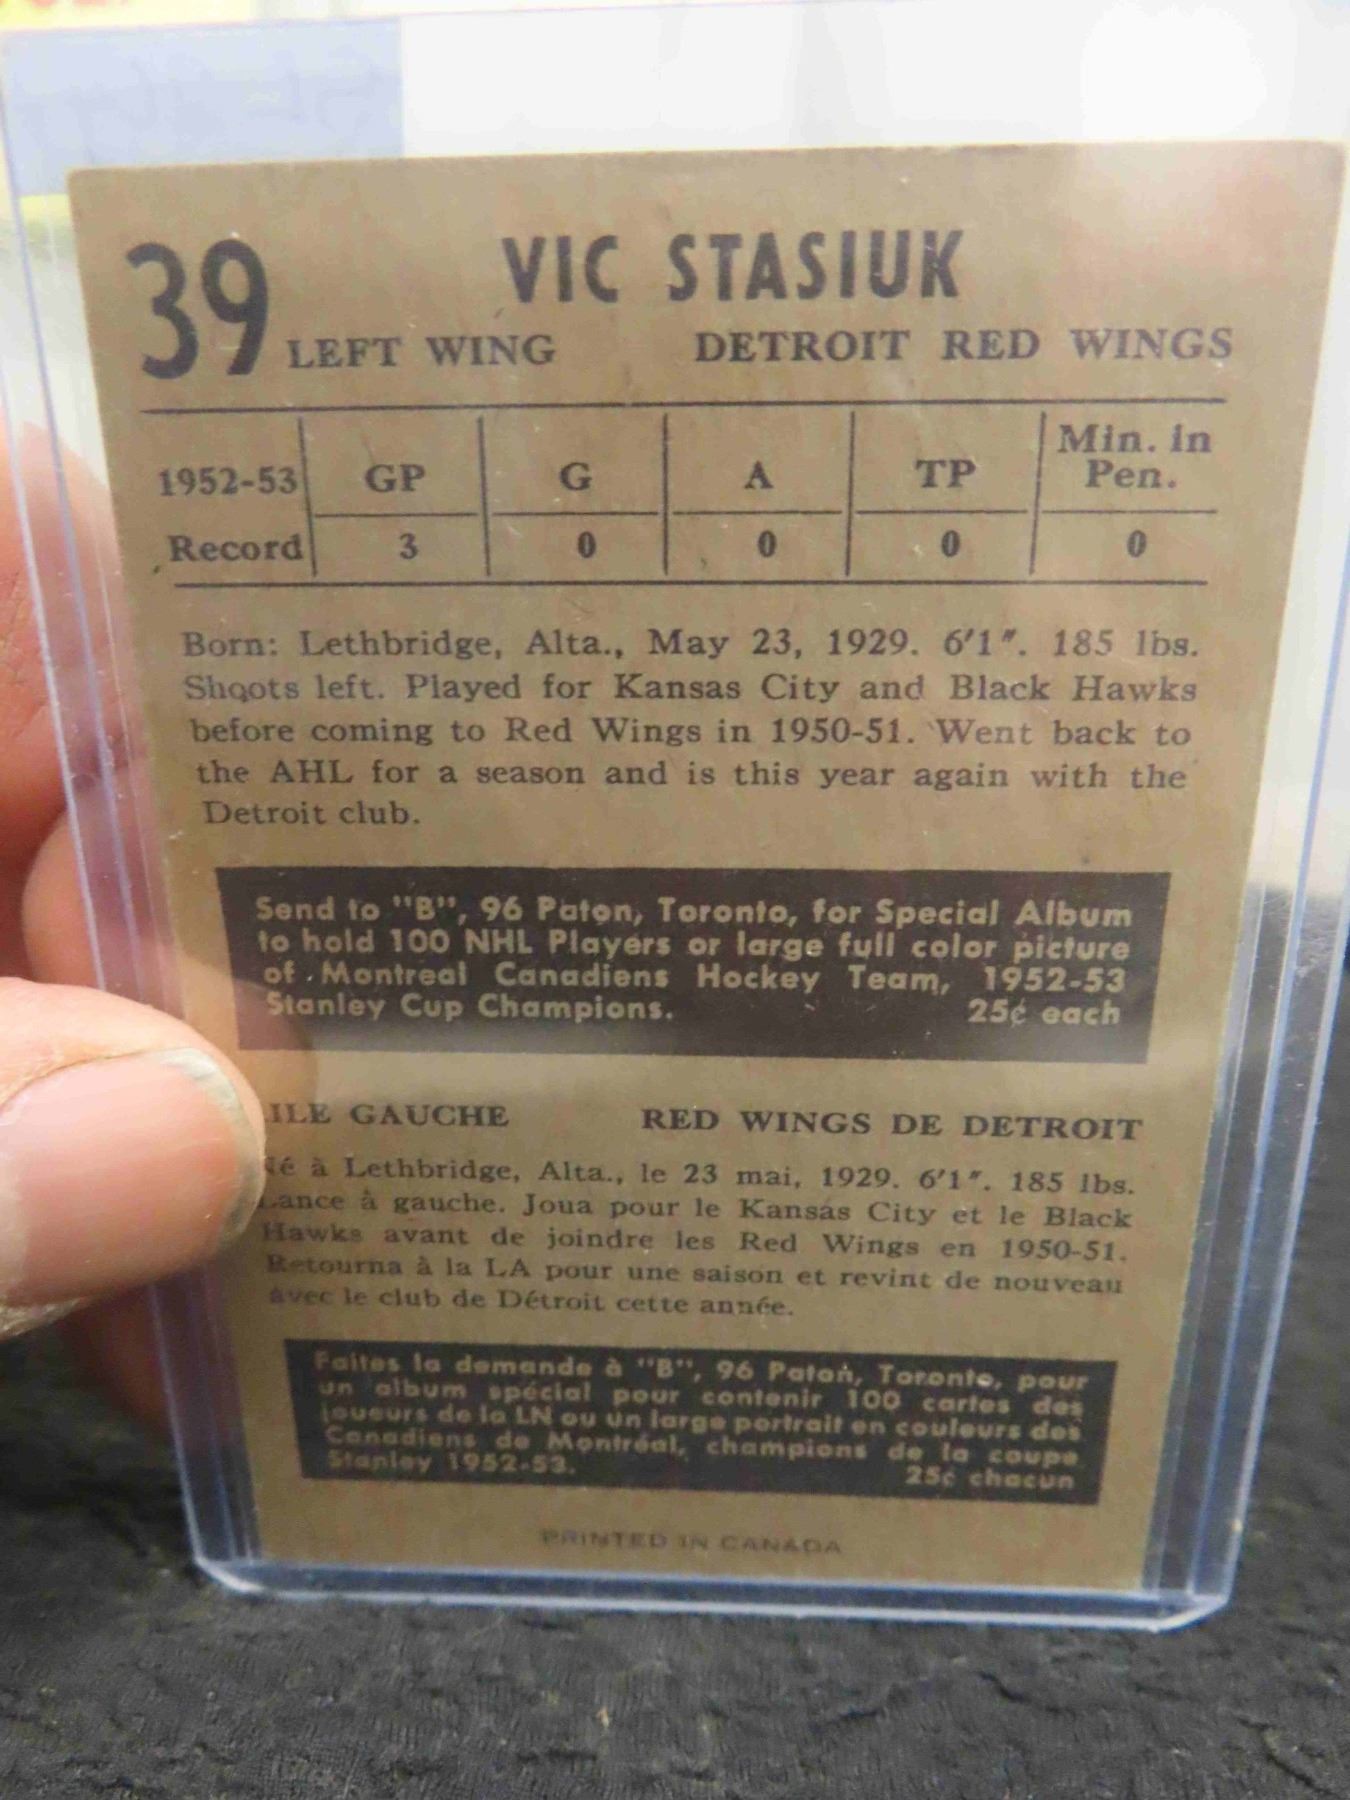 39 VIC STASIUK
LEFT WING DETROIT RED WINGS
1952-53 GP G A TP Min. in Pen.
Record 3 0 0 0 0
Born: Lethbridge, Alta., May 23, 1929. 6'1". 185 lbs.
Shoots left. Played for Kansas City and Black Hawks
before coming to Red Wings in 1950-51. Went back to
the AHL for a season and is this year again with the
Detroit club.
Send to "B", 96 Paton, Toronto, for Special Album
to hold 100 NHL Players or large full color picture
of Montreal Canadiens Hockey Team, 1952-53
Stanley Cup Champions. 25¢ each
ILE GAUCHE RED WINGS DE DETROIT
Né à Lethbridge, Alta., le 23 mai, 1929. 6'1". 185 lbs.
Lance à gauche. Joua pour le Kansas City et le Black
Hawks avant de joindre les Red Wings en 1950-51.
Retourna à la LA pour une saison et revint de nouveau
avec le club de Détroit cette année.
Faites la demande à "B", 96 Paton, Toronto, pour
un album spécial pour contenir 100 cartes des
joueurs de la LN ou un large portrait en couleurs des
Canadiens de Montréal, champions de la coupe
Stanley 1952-53. 25¢ chacun
PRINTED IN CANADA